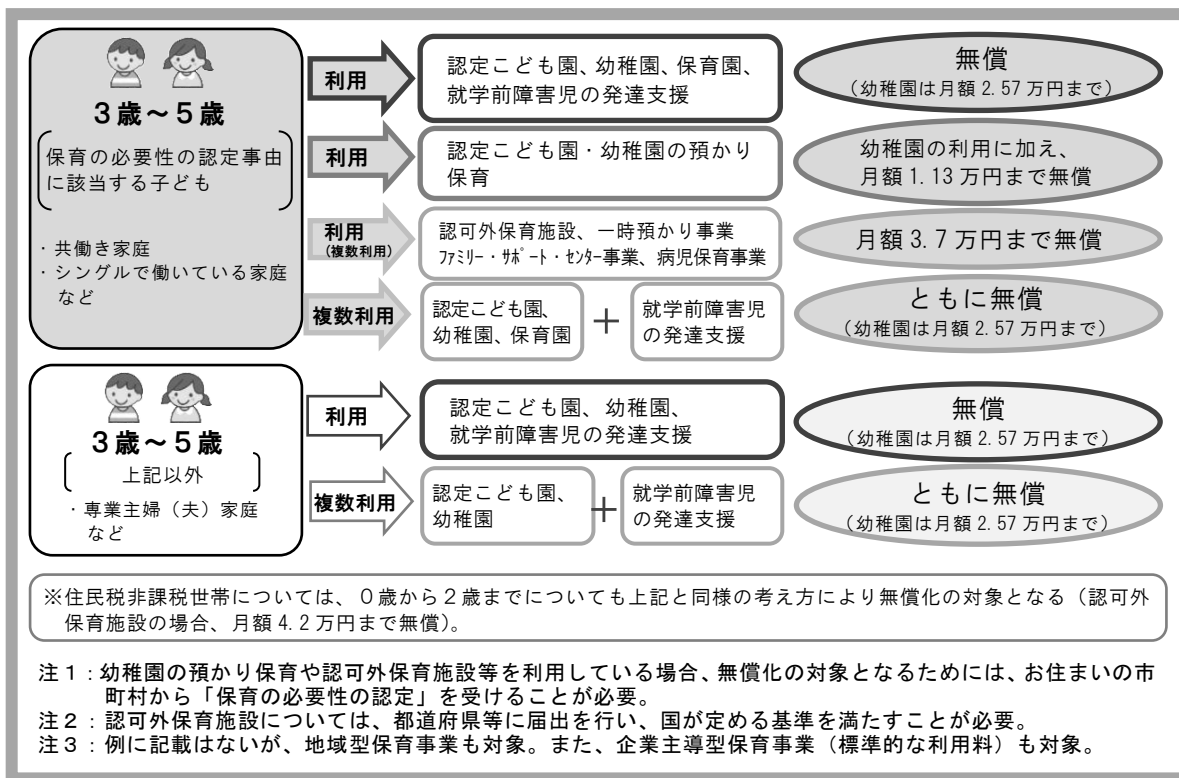 3歳～5歳
保育の必要性の認定事由
に該当する子ども
・共働き家庭
・シングルで働いている家庭
など
利用
認定こども園、幼稚園、保育園、
就学前障害児の発達支援
無償
(幼稚園は月額2.57万円まで)
利用
認定こども園・幼稚園の預かり
保育
幼稚園の利用に加え、
月額1.13万円まで無償
利用
(複数利用)
認可外保育施設、一時預かり事業
ﾌｧﾐﾘｰ・ｻﾎﾟｰﾄ・ｾﾝﾀｰ事業、病児保育事業
月額3.7万円まで無償
複数利用
認定こども園、
幼稚園、保育園
＋
就学前障害児
の発達支援
ともに無償
(幼稚園は月額2.57万円まで)
3歳～5歳
上記以外
・専業主婦（夫）家庭
など
利用
認定こども園、幼稚園、
就学前障害児の発達支援
無償
(幼稚園は月額2.57万円まで)
複数利用
認定こども園、
幼稚園
＋
就学前障害児
の発達支援
ともに無償
(幼稚園は月額2.57万円まで)
※住民税非課税世帯については、０歳から２歳までについても上記と同様の考え方により無償化の対象となる（認可外
保育施設の場合、月額4.2万円まで無償）。
注１：幼稚園の預かり保育や認可外保育施設等を利用している場合、無償化の対象となるためには、お住まいの市
町村から「保育の必要性の認定」を受けることが必要。
注２：認可外保育施設については、都道府県等に届出を行い、国が定める基準を満たすことが必要。
注３：例に記載はないが、地域型保育事業も対象。また、企業主導型保育事業（標準的な利用料）も対象。